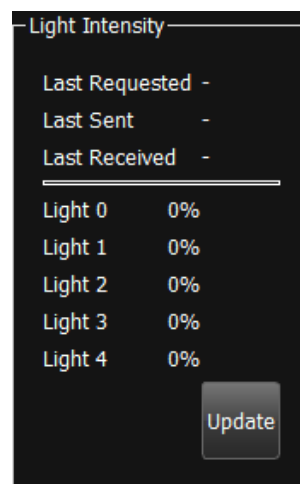 Light Intensity
Last Requested -
Last Sent -
Last Received -
Light 0 0%
Light 1 0%
Light 2 0%
Light 3 0%
Light 4 0%
Update